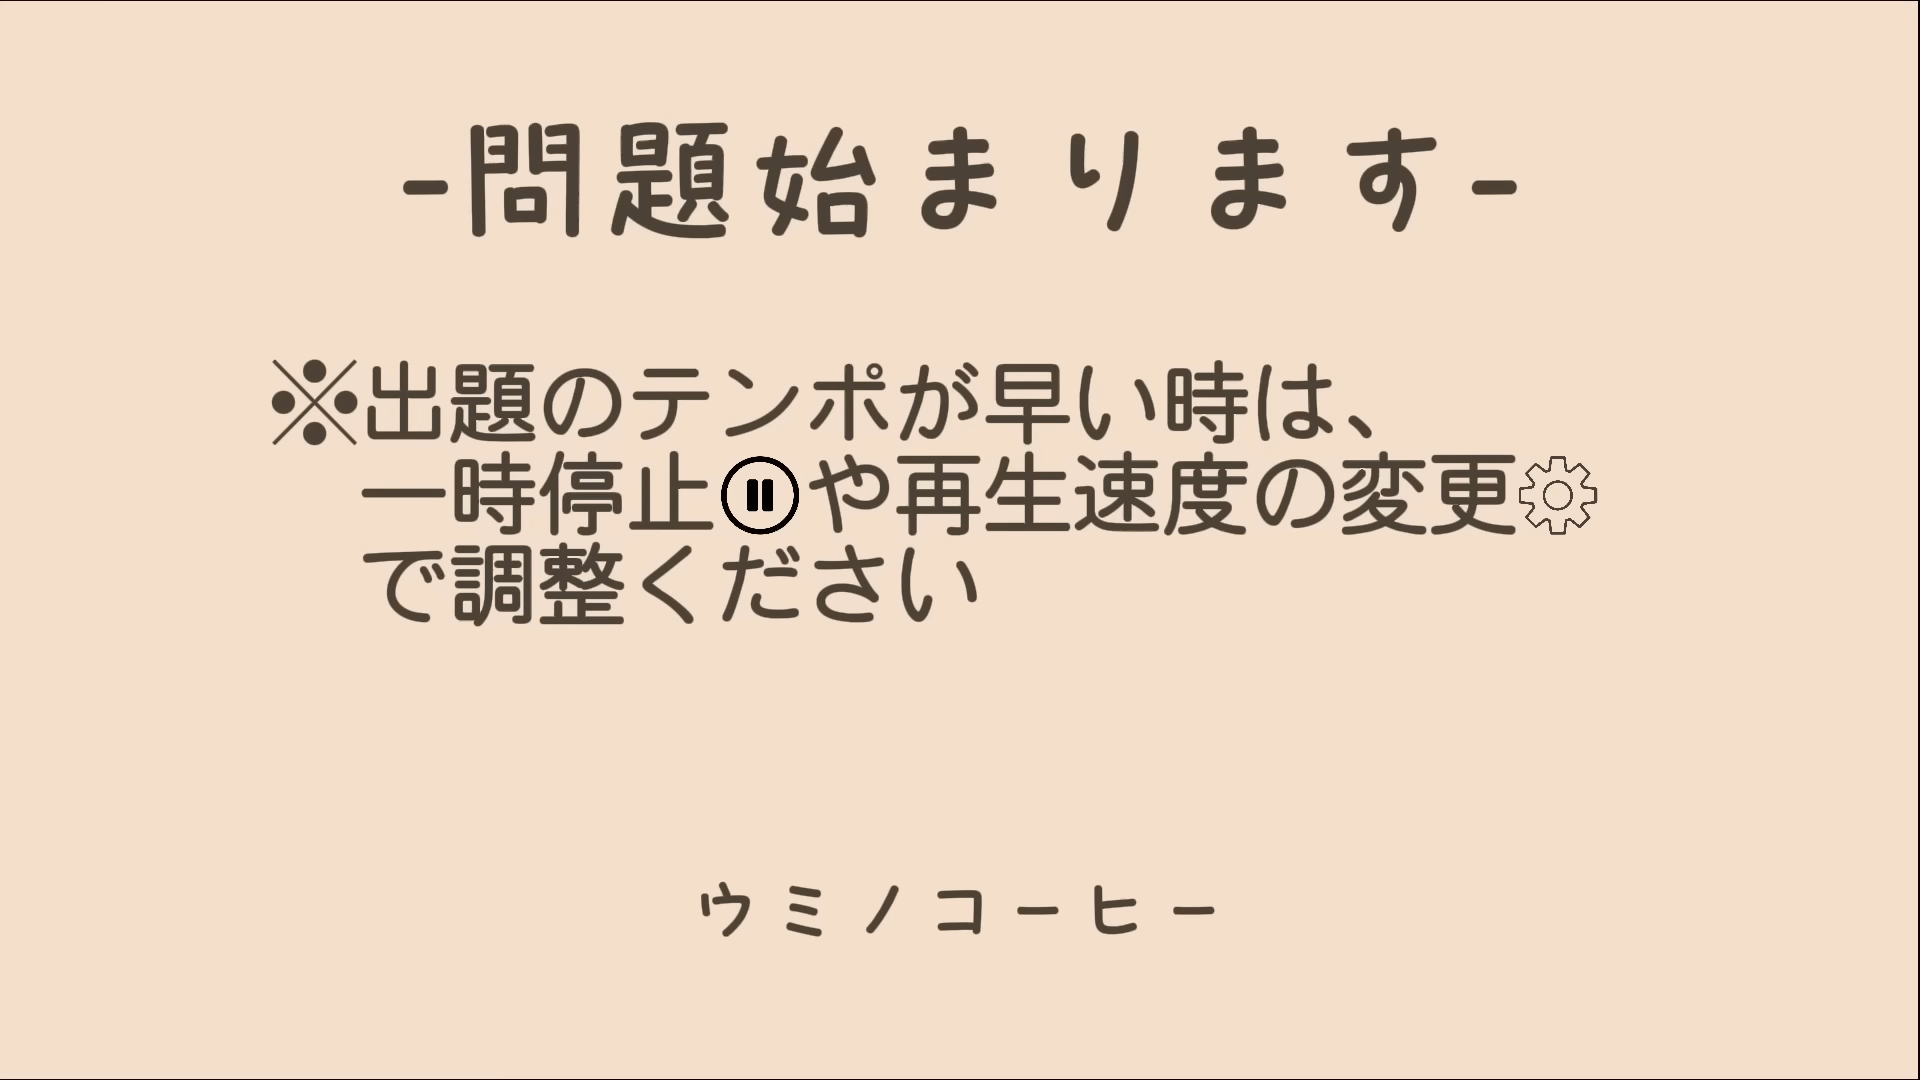 -問題始まります-
※出題のテンポが早い時は、
一時停止⏸や再生速度の変更⚙
で調整ください
ウミノコーヒー